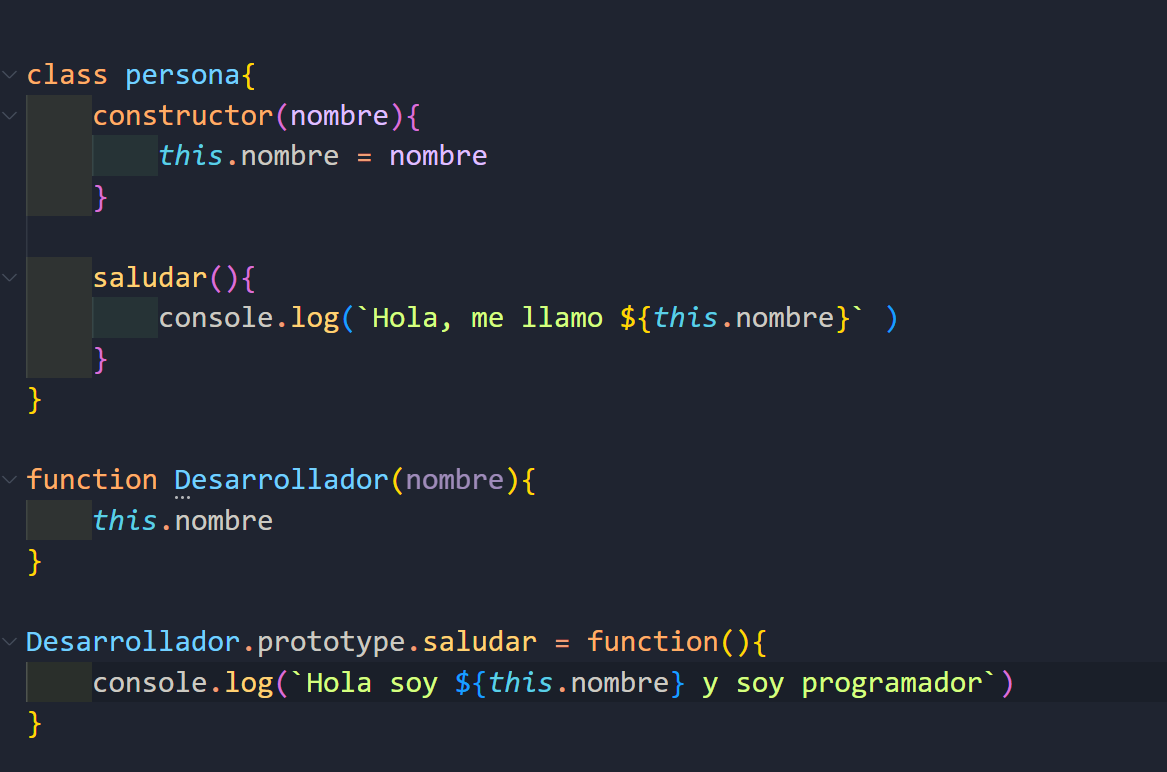 class persona{
    constructor(nombre){
        this.nombre = nombre
    }
    saludar(){
        console.log(`Hola, me llamo ${this.nombre}` )
    }
}
function Desarrollador(nombre){
    this.nombre
}
Desarrollador.prototype.saludar = function(){
    console.log(`Hola soy ${this.nombre} y soy programador`)
}